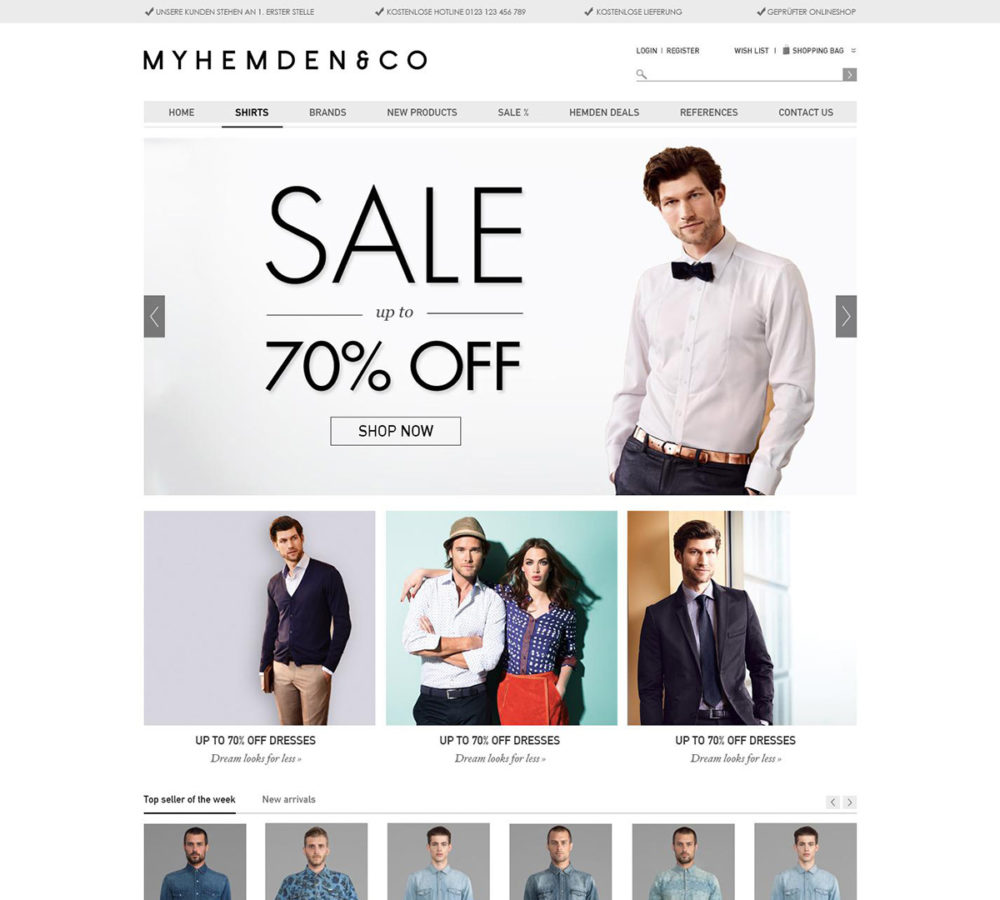 UNSERE KUNDEN STEHEN AN 1. ERSTER STELLE
KOSTENLOSE HOTLINE 0123 123 456 789
KOSTENLOSE LIEFERUNG
GEPRÜFTER ONLINESHOP
MYHEMDEN&CO
LOGIN | REGISTER
WISH LIST | SHOPPING BAG
HOME
SHIRTS
BRANDS
NEW PRODUCTS
SALE %
HEMDEN DEALS
REFERENCES
CONTACT US
SALE
up to
70% OFF
SHOP NOW
UP TO 70% OFF DRESSES
Dream looks for less »
UP TO 70% OFF DRESSES
Dream looks for less »
UP TO 70% OFF DRESSES
Dream looks for less »
Top seller of the week
New arrivals